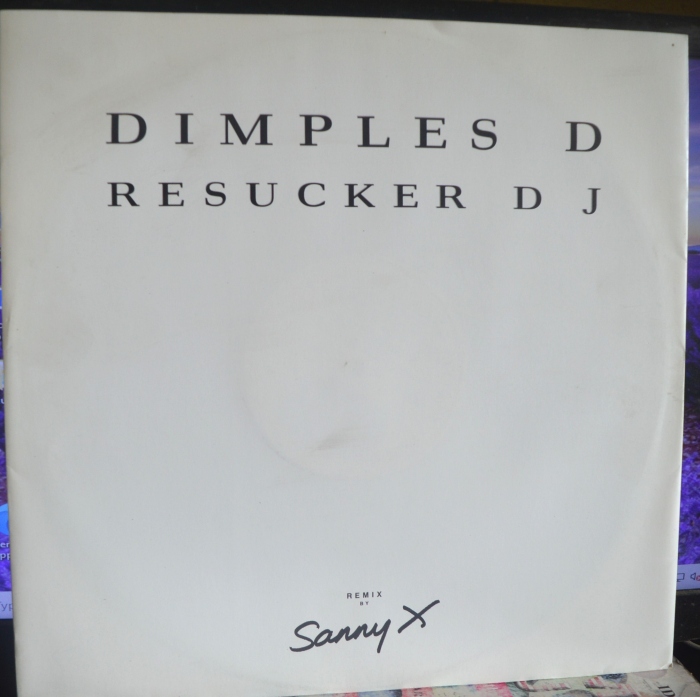 DIMPLES D
RESUCKER DJ
REMIX
BY
Sanny X